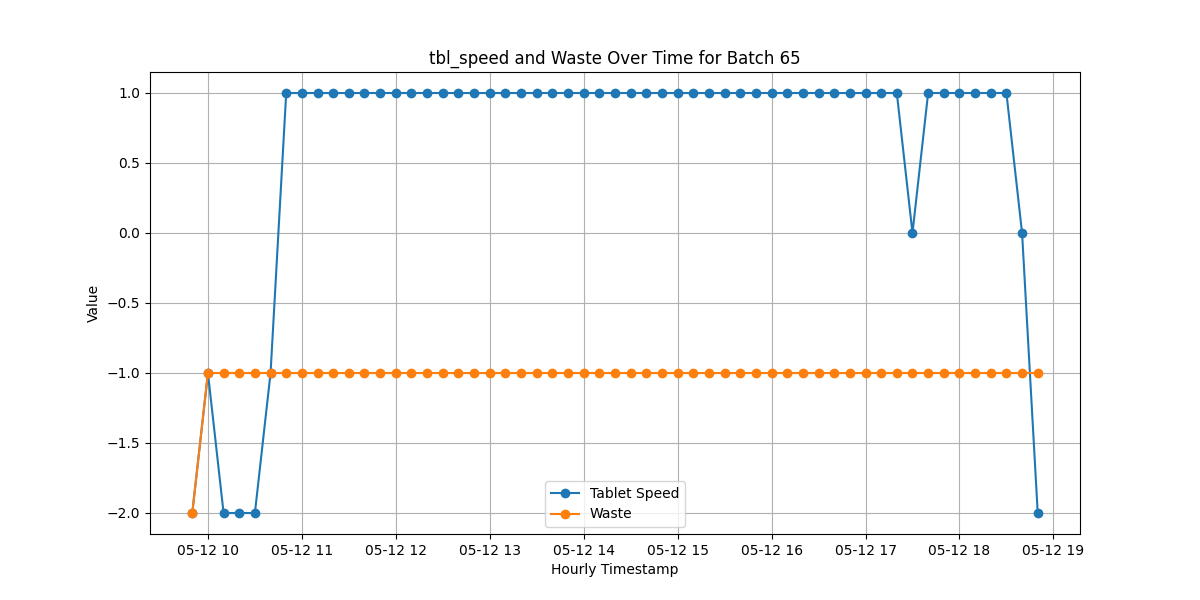 tbl_speed and Waste Over Time for Batch 65
Value
1.0
0.5
0.0
−0.5
−1.0
−1.5
−2.0
Tablet Speed
Waste
05-12 10 05-12 11 05-12 12 05-12 13 05-12 14 05-12 15 05-12 16 05-12 17 05-12 18 05-12 19
Hourly Timestamp